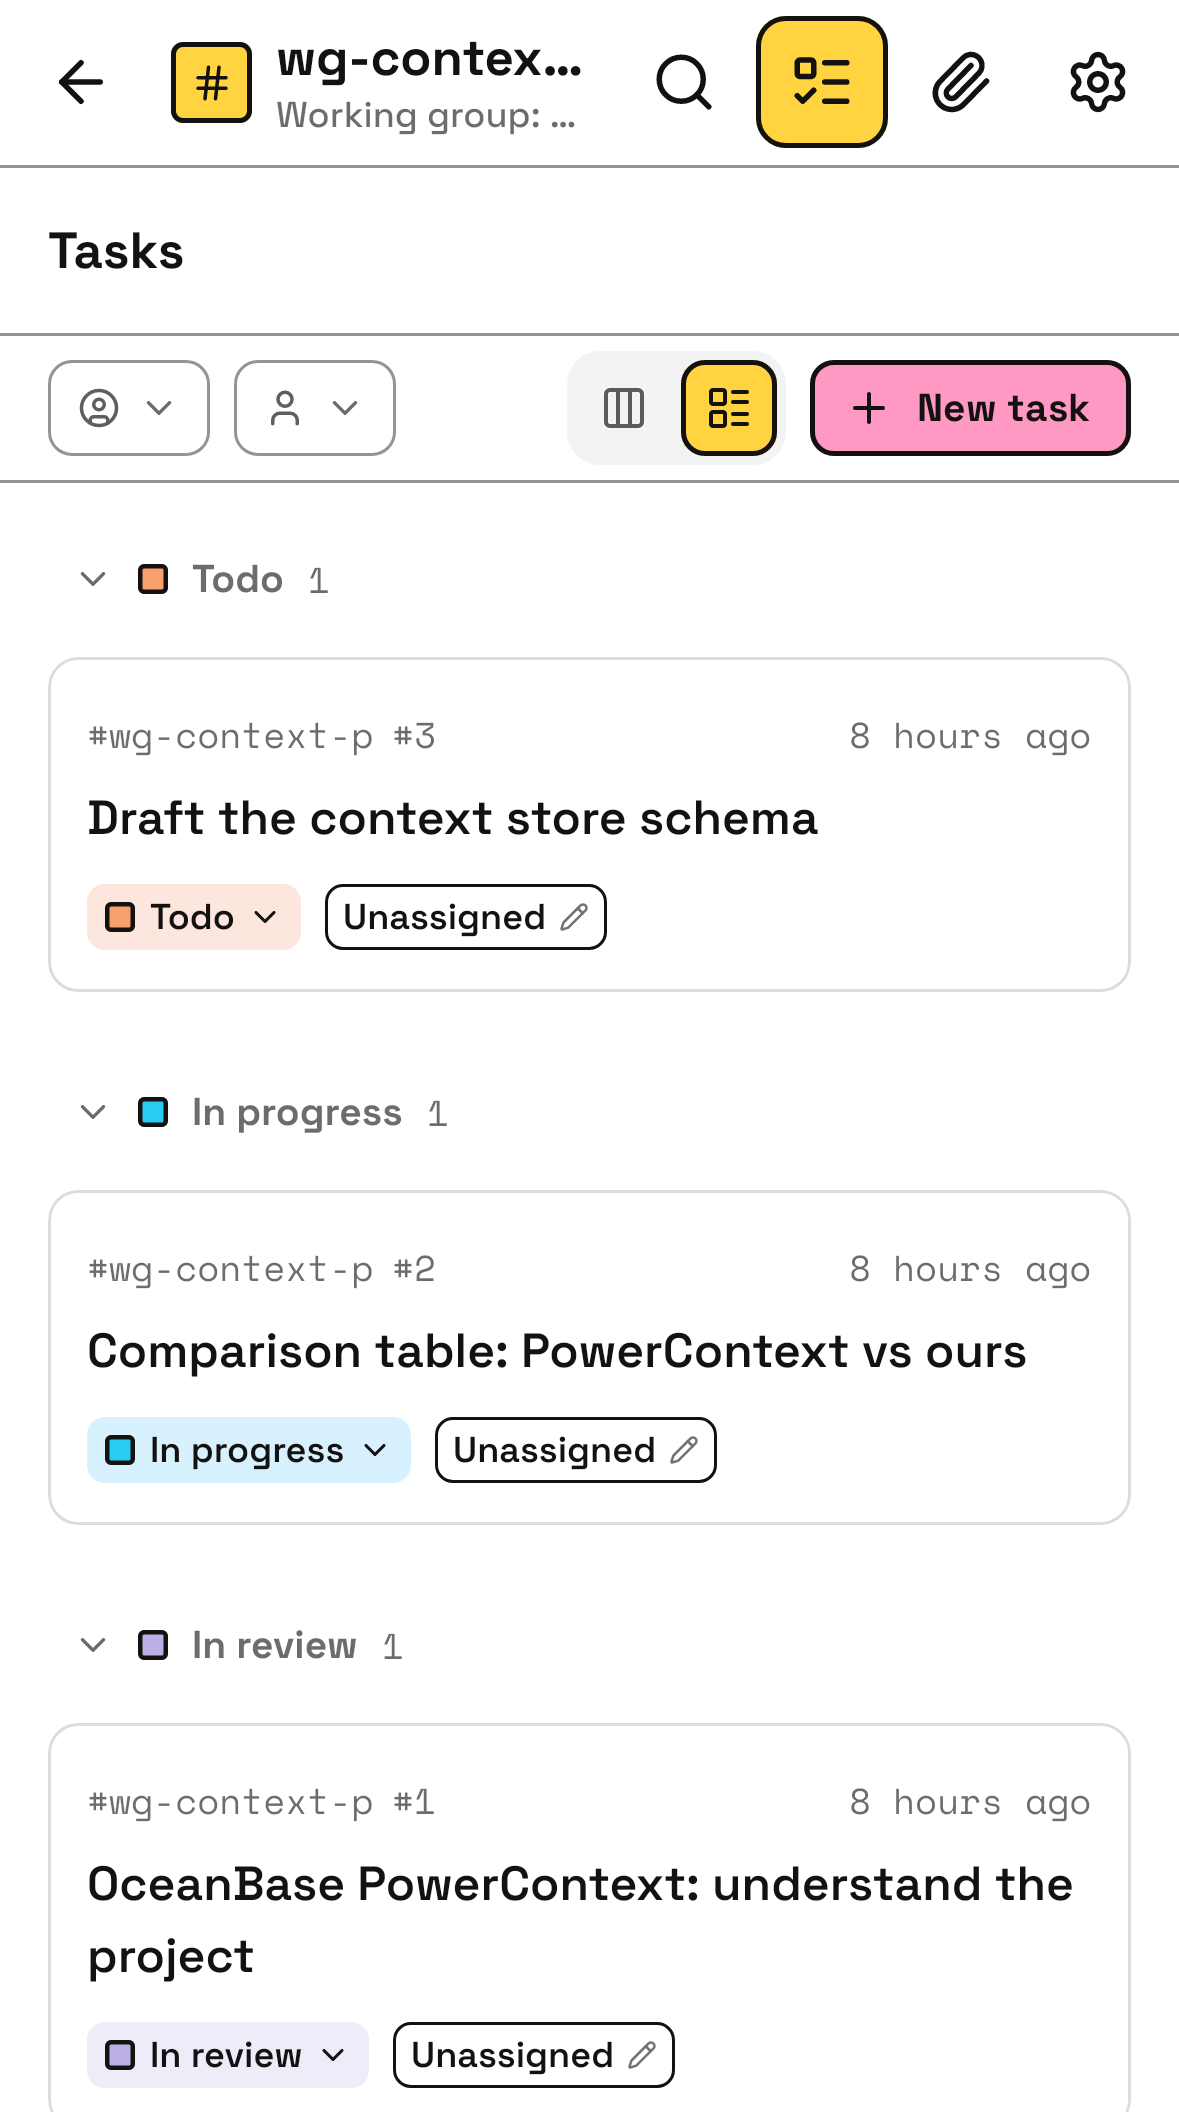 wg-contex...
Working group: ...
Tasks
New task
Todo 1
#wg-context-p #3 8 hours ago
Draft the context store schema
Todo Unassigned
In progress 1
#wg-context-p #2 8 hours ago
Comparison table: PowerContext vs ours
In progress Unassigned
In review 1
#wg-context-p #1 8 hours ago
OceanBase PowerContext: understand the
project
In review Unassigned